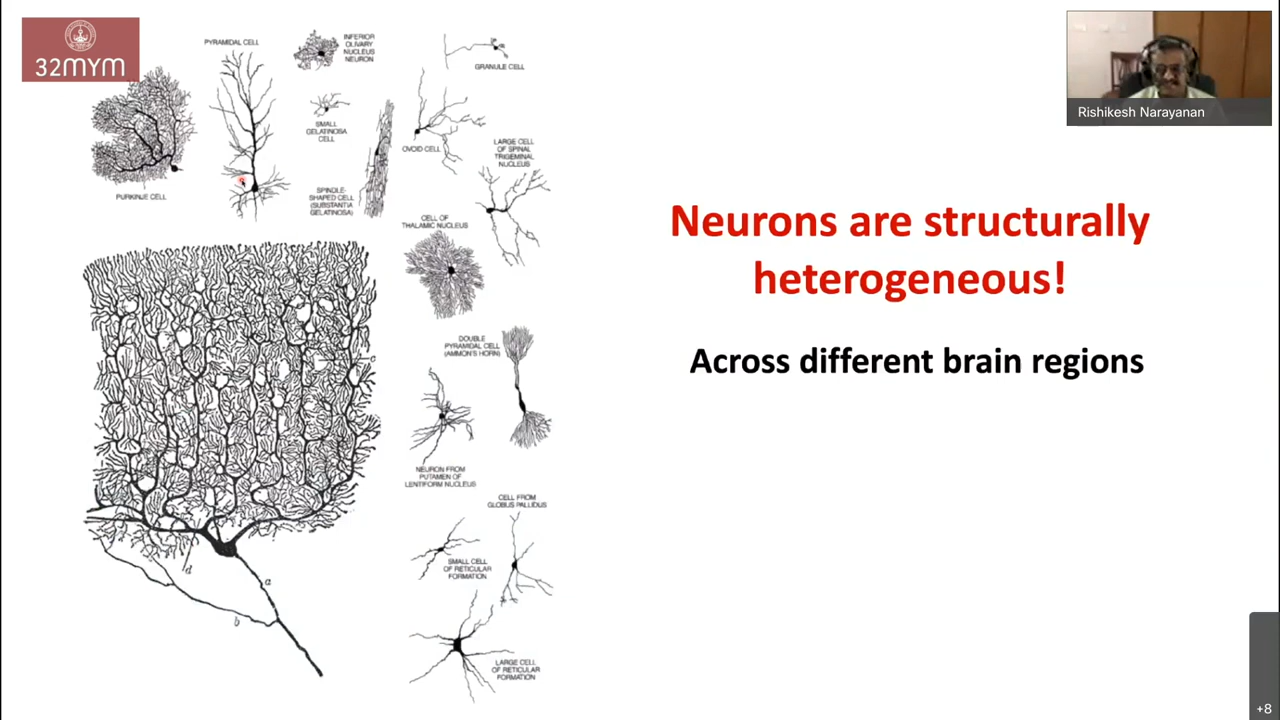 32MYM
PYRAMIDAL CELL
INFERIOR
OLIVARY
NUCLEUS
NEURON
GRANULE CELL
PURKINJE CELL
SMALL
GELATINOSA
CELL
SPINDLE-
SHAPED CELL
(SUBSTANTIA
GELATINOSA)
OVOID CELL
LARGE CELL
OF SPINAL
TRIGEMINAL
NUCLEUS
CELL OF
THALAMIC NUCLEUS
DOUBLE
PYRAMIDAL CELL
(AMMON'S HORN)
NEURON FROM
PUTAMEN OF
LENTIFORM NUCLEUS
CELL FROM
GLOBUS PALLIDUS
SMALL CELL
OF RETICULAR
FORMATION
LARGE CELL
OF RETICULAR
FORMATION
c
d
a
b
Neurons are structurally
heterogeneous!
Across different brain regions
Rishikesh Narayanan
+8